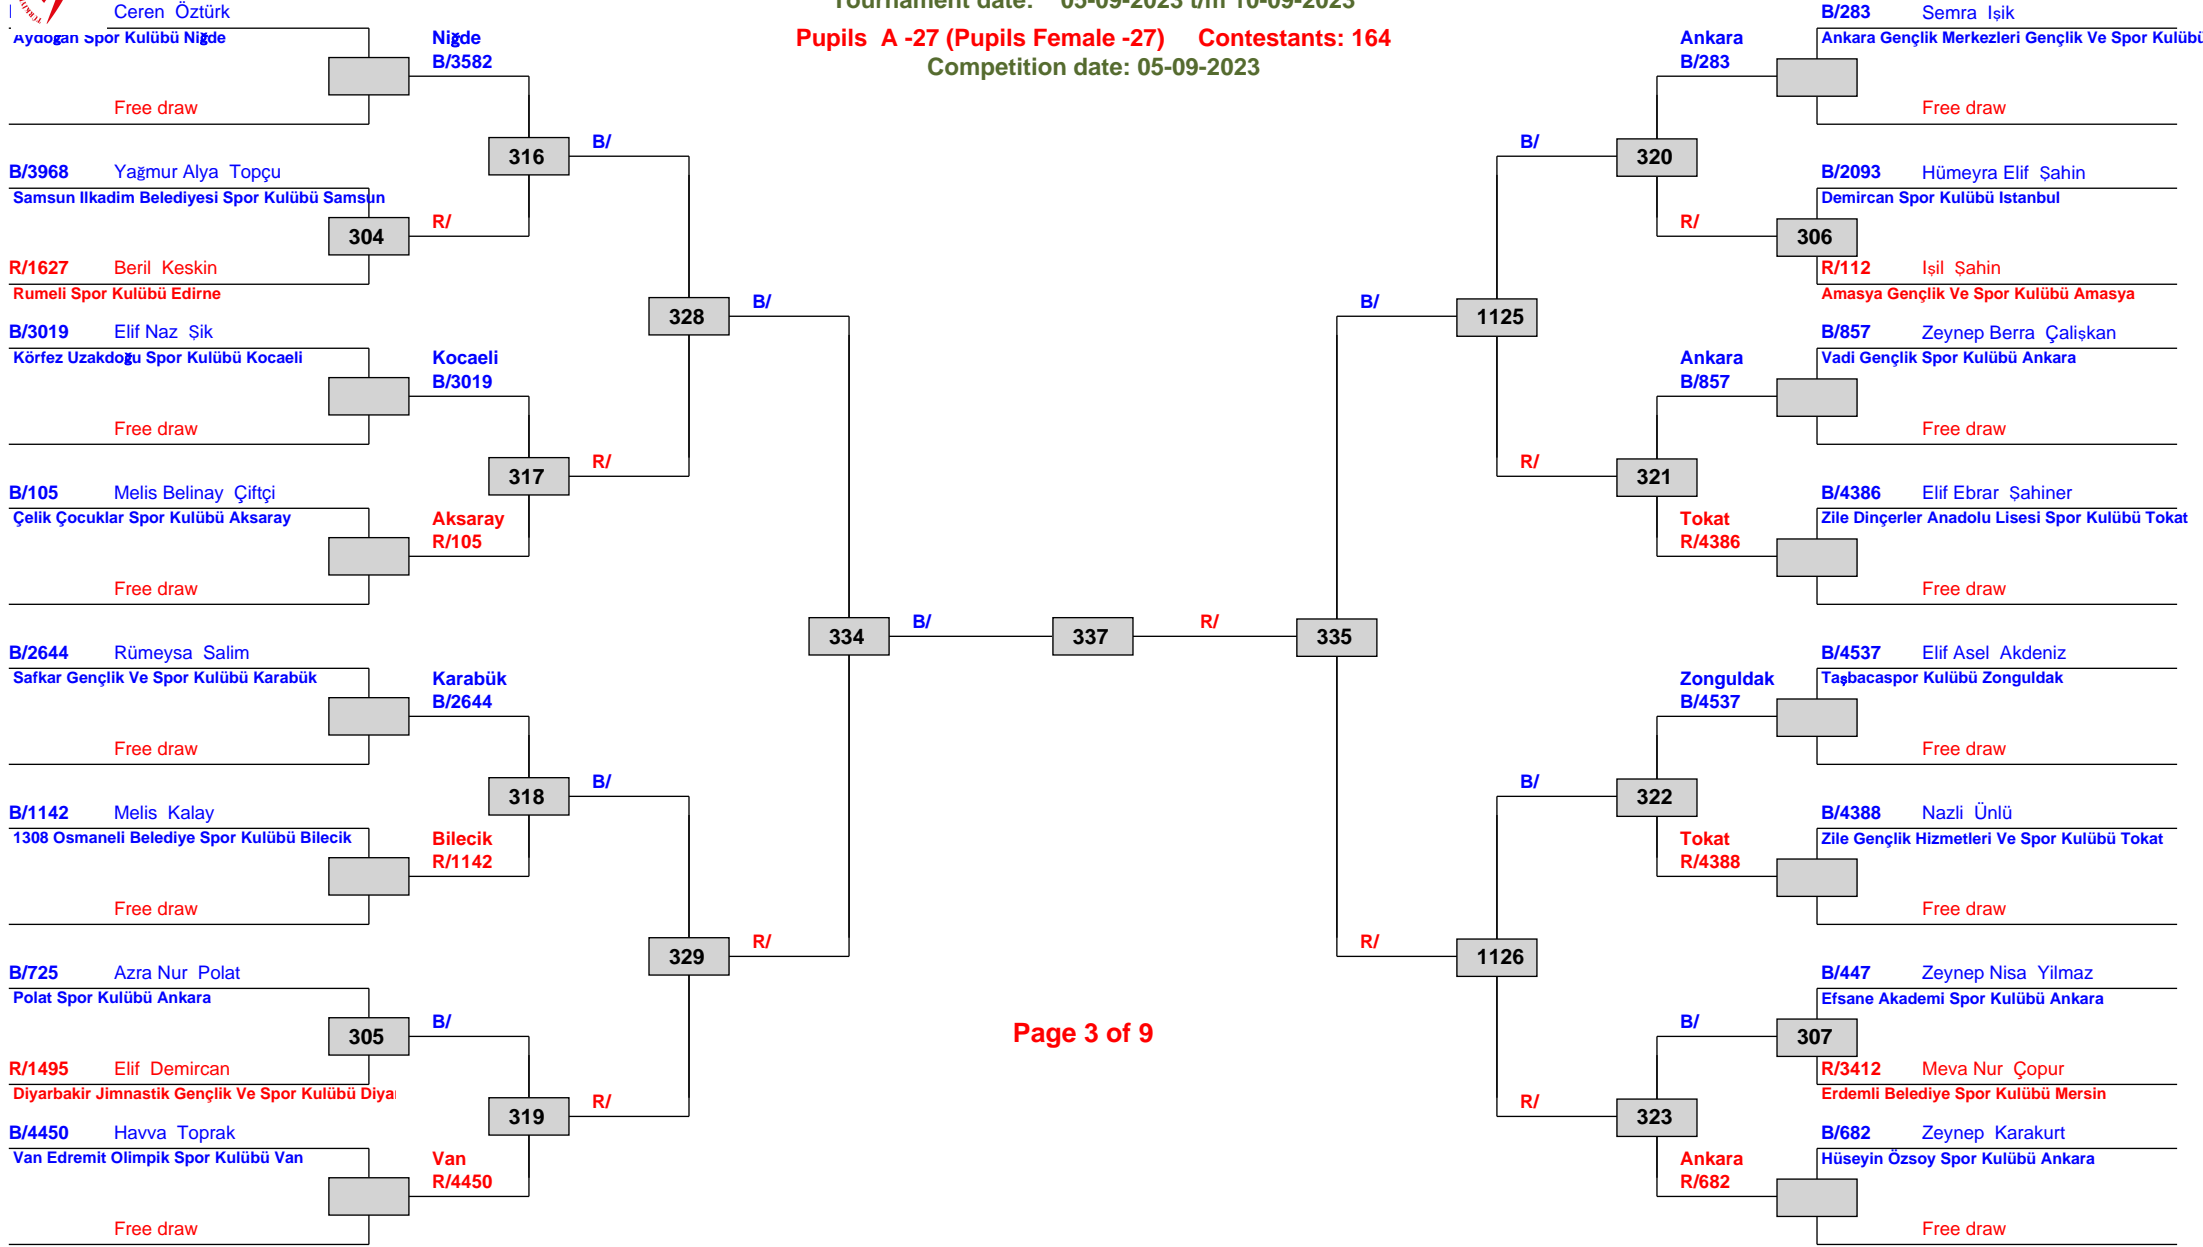 Tournament date: 05-09-2023 t/m 10-09-2023
Pupils A -27 (Pupils Female -27) Contestants: 164
Competition date: 05-09-2023
Ceren Öztürk
Aydoğan Spor Kulübü Niğde
Niğde
B/3582
Free draw
316
B/
B/3968 Yağmur Alya Topçu
Samsun Ilkadim Belediyesi Spor Kulübü Samsun
304
R/
R/1627 Beril Keskin
Rumeli Spor Kulübü Edirne
328
B/
B/3019 Elif Naz Şik
Körfez Uzakdoğu Spor Kulübü Kocaeli
Kocaeli
B/3019
Free draw
317
R/
B/105 Melis Belinay Çiftçi
Çelik Çocuklar Spor Kulübü Aksaray
Aksaray
R/105
Free draw
334
B/
337
R/
335
B/2644 Rümeysa Salim
Safkar Gençlik Ve Spor Kulübü Karabük
Karabük
B/2644
Free draw
318
B/
B/1142 Melis Kalay
1308 Osmaneli Belediye Spor Kulübü Bilecik
Bilecik
R/1142
Free draw
329
R/
B/725 Azra Nur Polat
Polat Spor Kulübü Ankara
305
B/
R/1495 Elif Demircan
Diyarbakir Jimnastik Gençlik Ve Spor Kulübü
319
R/
B/4450 Havva Toprak
Van Edremit Olimpik Spor Kulübü Van
Van
R/4450
Free draw
Page 3 of 9
B/283 Semra Işik
Ankara Gençlik Merkezleri Gençlik Ve Spor Kulübü
Ankara
B/283
Free draw
B/
320
B/2093 Hümeyra Elif Şahin
Demircan Spor Kulübü Istanbul
R/
306
R/112 Işil Şahin
Amasya Gençlik Ve Spor Kulübü Amasya
B/
1125
B/857 Zeynep Berra Çalişkan
Vadi Gençlik Spor Kulübü Ankara
Ankara
B/857
Free draw
R/
321
B/4386 Elif Ebrar Şahiner
Zile Dinçerler Anadolu Lisesi Spor Kulübü Tokat
Tokat
R/4386
Free draw
B/4537 Elif Asel Akdeniz
Taşbacaspor Kulübü Zonguldak
Zonguldak
B/4537
Free draw
B/
322
B/4388 Nazli Ünlü
Zile Gençlik Hizmetleri Ve Spor Kulübü Tokat
Tokat
R/4388
Free draw
R/
1126
B/447 Zeynep Nisa Yilmaz
Efsane Akademi Spor Kulübü Ankara
B/
307
R/3412 Meva Nur Çopur
Erdemli Belediye Spor Kulübü Mersin
R/
323
B/682 Zeynep Karakurt
Hüseyin Özsoy Spor Kulübü Ankara
Ankara
R/682
Free draw